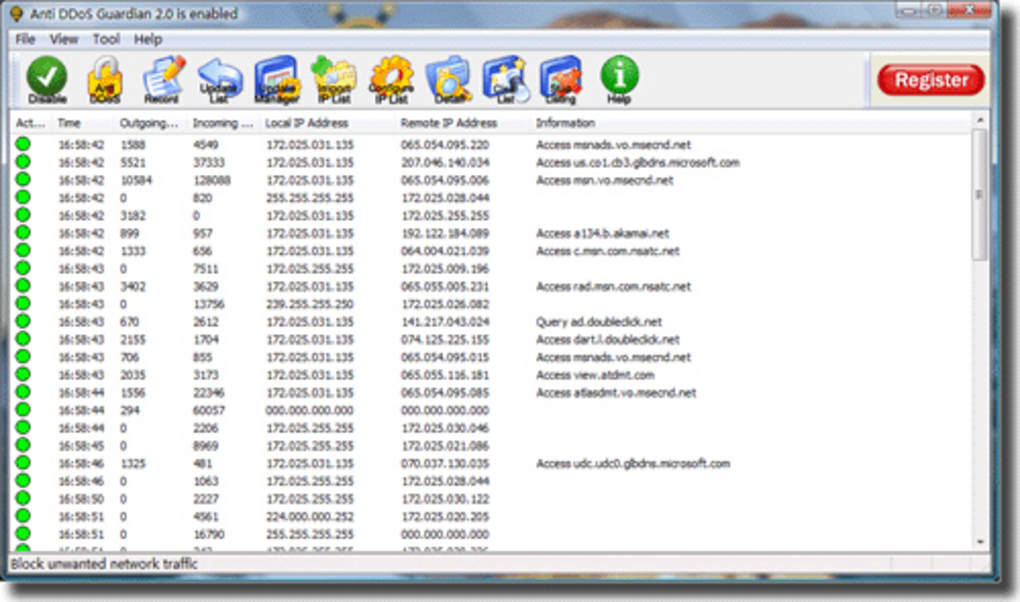 Anti DDoS Guardian 2.0 is enabled
File View Tool Help
Disable Anti DDoS Record Update List Update Manager Import IP List Configure IP List Detail Clear List Stop Listing Help Register
Act... Time Outgoing... Incoming ... Local IP Address Remote IP Address Information
16:58:42 1588 4549 172.025.031.135 065.054.095.220 Access msnads.vo.msecnd.net
16:58:42 5521 37333 172.025.031.135 207.046.140.034 Access us.co1.cb3.glbdns.microsoft.com
16:58:42 10584 128088 172.025.031.135 065.054.095.006 Access msn.vo.msecnd.net
16:58:42 0 820 255.255.255.255 172.025.028.044
16:58:42 3182 0 172.025.031.135 172.025.255.255
16:58:42 899 957 172.025.031.135 192.122.184.089 Access a134.b.akamai.net
16:58:42 1333 656 172.025.031.135 064.004.021.039 Access c.msn.com.nsatc.net
16:58:43 0 7511 172.025.255.255 172.025.009.196
16:58:43 3402 3629 172.025.031.135 065.055.005.231 Access rad.msn.com.nsatc.net
16:58:43 0 13756 239.255.255.250 172.025.026.082
16:58:43 670 2612 172.025.031.135 141.217.043.024 Query ad.doubleclick.net
16:58:43 2155 1704 172.025.031.135 074.125.225.155 Access dart.l.doubleclick.net
16:58:43 706 855 172.025.031.135 065.054.095.015 Access msnads.vo.msecnd.net
16:58:43 2035 3173 172.025.031.135 065.055.116.181 Access view.atdmt.com
16:58:44 1556 22346 172.025.031.135 065.054.095.085 Access atlasdmt.vo.msecnd.net
16:58:44 294 60057 000.000.000.000 000.000.000.000
16:58:44 0 2206 172.025.255.255 172.025.030.046
16:58:45 0 8969 172.025.255.255 172.025.021.086
16:58:46 1325 481 172.025.031.135 070.037.130.035 Access udc.udc0.glbdns.microsoft.com
16:58:46 0 1063 172.025.255.255 172.025.028.044
16:58:50 0 2227 172.025.255.255 172.025.030.122
16:58:51 0 4561 224.000.000.252 172.025.020.205
16:58:51 0 16790 255.255.255.255 000.000.000.000
Block unwanted network traffic